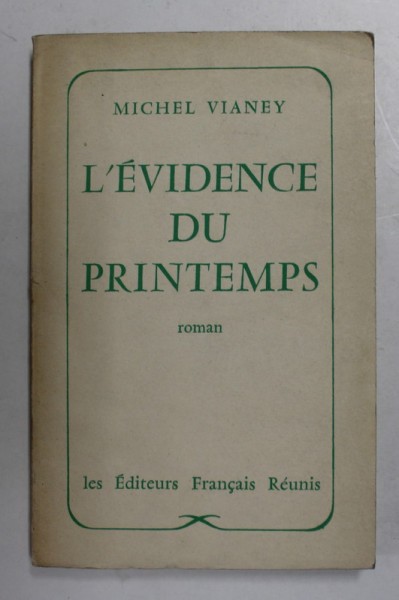 MICHEL VIANEY
L'ÉVIDENCE
DU
PRINTEMPS
roman
les Éditeurs Français Réunis